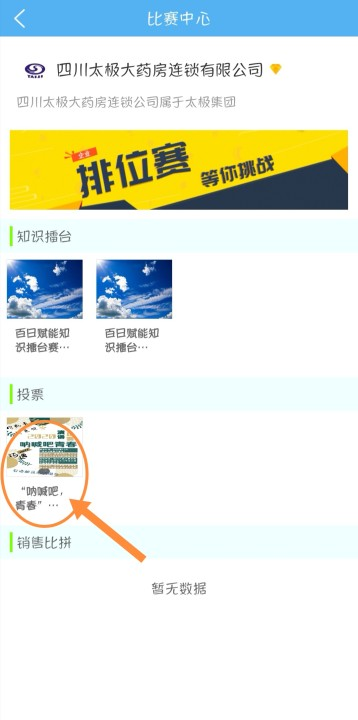 比赛中心
TAIJI
四川太极大药房连锁有限公司
四川太极大药房连锁公司属于太极集团
企业
排位赛 等你挑战
知识擂台
百日赋能知 百日赋能知
识擂台赛… 识擂台…
投票
呐喊吧青春
“呐喊吧，
青春”…
销售比拼
暂无数据